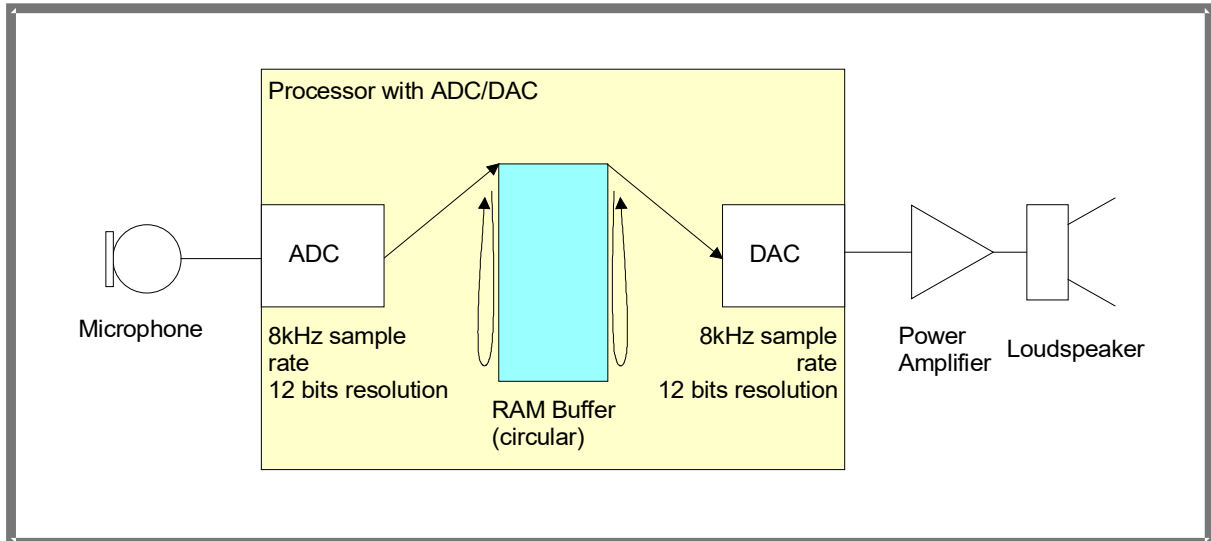 Processor with ADC/DAC
ADC
DAC
Microphone
8kHz sample
rate
12 bits resolution
RAM Buffer
(circular)
8kHz sample
rate
12 bits resolution
Power
Amplifier
Loudspeaker